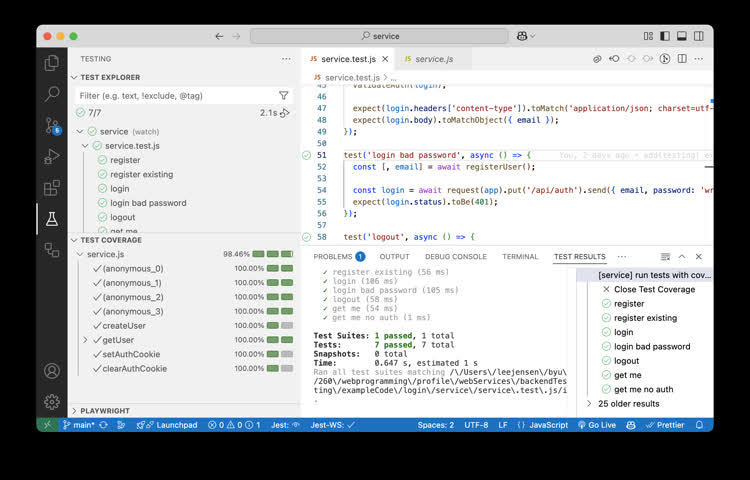 service
TESTING
TEST EXPLORER
Filter (e.g. text, !exclude, @tag)
7/7
2.1s
service (watch)
service.test.js
register
register existing
login
login bad password
logout
get me
TEST COVERAGE
service.js 98.46%
(anonymous_0) 100.00%
(anonymous_1) 100.00%
(anonymous_2) 100.00%
(anonymous_3) 100.00%
createUser 100.00%
getUser 100.00%
setAuthCookie 100.00%
clearAuthCookie 100.00%
PLAYWRIGHT
6
JS service.test.js
JS service.js
JS service.test.js > ...
45 validateAuth(login);
46
47 expect(login.headers['content-type']).toMatch('application/json; charset=utf-
48 expect(login.body).toMatchObject({ email });
49 });
50
51 test('login bad password', async () => { You, 2 days ago • add(testing)
52 const [, email] = await registerUser();
53
54 const login = await request(app).put('/api/auth').send({ email, password: 'wr
55 expect(login.status).toBe(401);
56 });
57
58 test('logout', async () => {
PROBLEMS 1
OUTPUT
DEBUG CONSOLE
TERMINAL
TEST RESULTS
✓ register existing (56 ms)
✓ login (106 ms)
✓ login bad password (105 ms)
✓ logout (58 ms)
✓ get me (54 ms)
✓ get me no auth (1 ms)
Test Suites: 1 passed, 1 total
Tests: 7 passed, 7 total
Snapshots: 0 total
Time: 0.647 s, estimated 1 s
Ran all test suites matching /\/Users\/leejensen\/byu\/
/260\/webprogramming\/profile\/webServices\/backendTes
ting\/exampleCode\/login\/service\/service\.test\.js/i
.
[service] run tests with cov...
Close Test Coverage
register
register existing
login
login bad password
logout
get me
get me no auth
25 older results
main*
Launchpad
0 0 1
Jest:
Jest-WS: ✓
Spaces: 2
UTF-8
LF
{} JavaScript
Go Live
Prettier